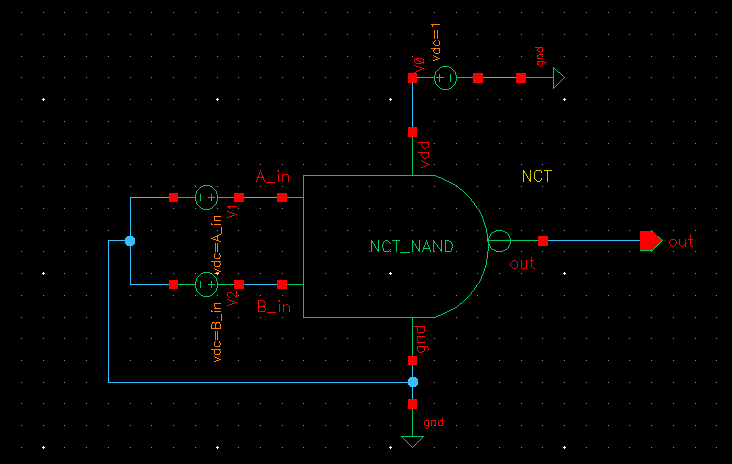 vdc=1
V0
gnd
vdd
A_in
NCT
V1
vdc=A_in
NCT_NAND
out
out
V2
vdc=B_in
B_in
gnd
gnd